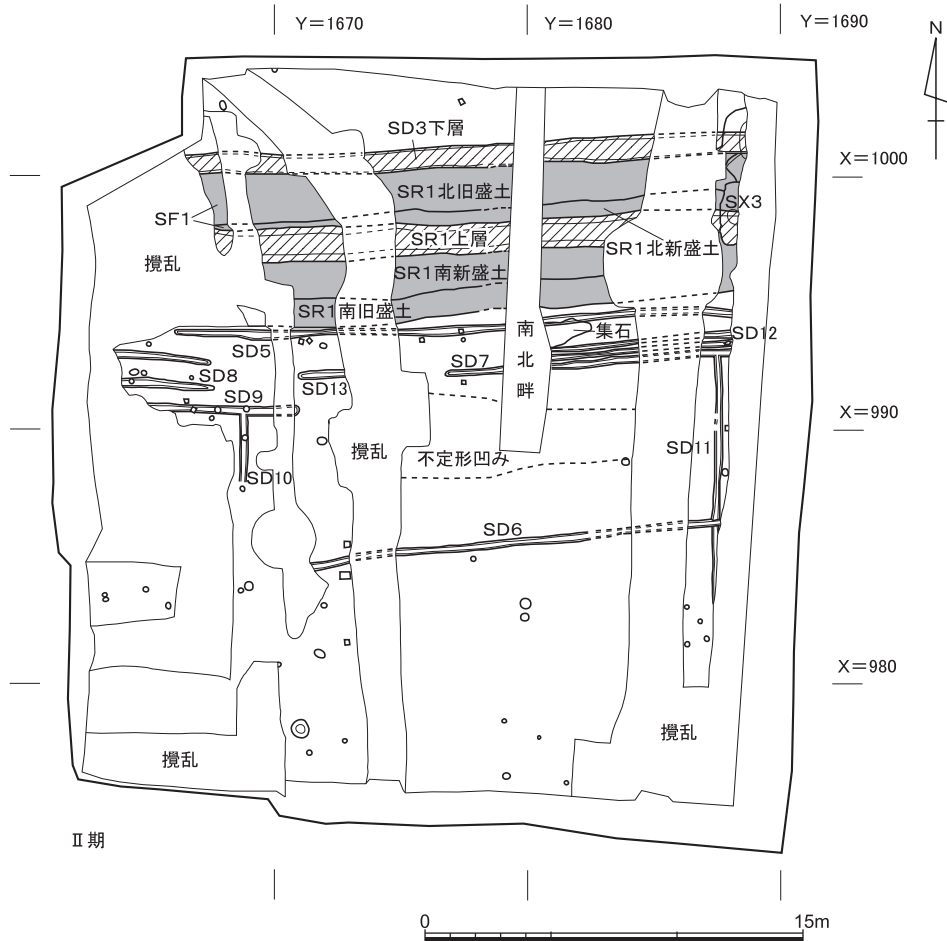 Y=1670
Y=1680
Y=1690
N
SD3下層
X=1000
SR1北旧盛土
SX3
SF1
SR1上層
SR1北新盛土
攪乱
SR1南新盛土
SR1南旧盛土
南北畔
集石
SD12
SD5
SD7
SD8
SD13
SD9
X=990
攪乱
不定形凹み
SD11
SD10
SD6
X=980
攪乱
攪乱
Ⅱ期
0
15m